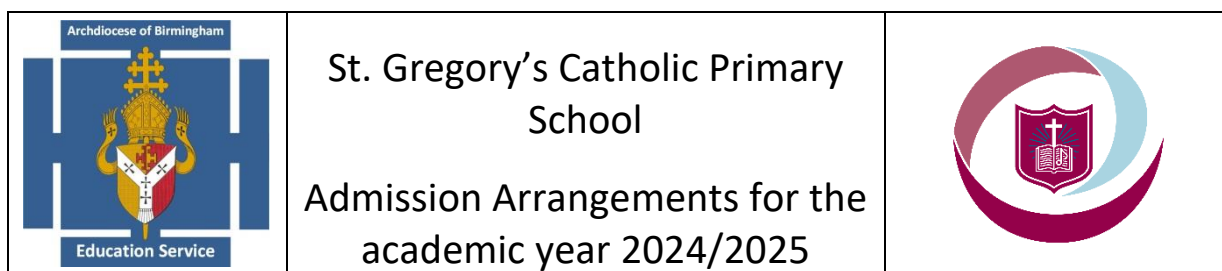 Archdiocese of Birmingham
Education Service
St. Gregory’s Catholic Primary
School
Admission Arrangements for the
academic year 2024/2025